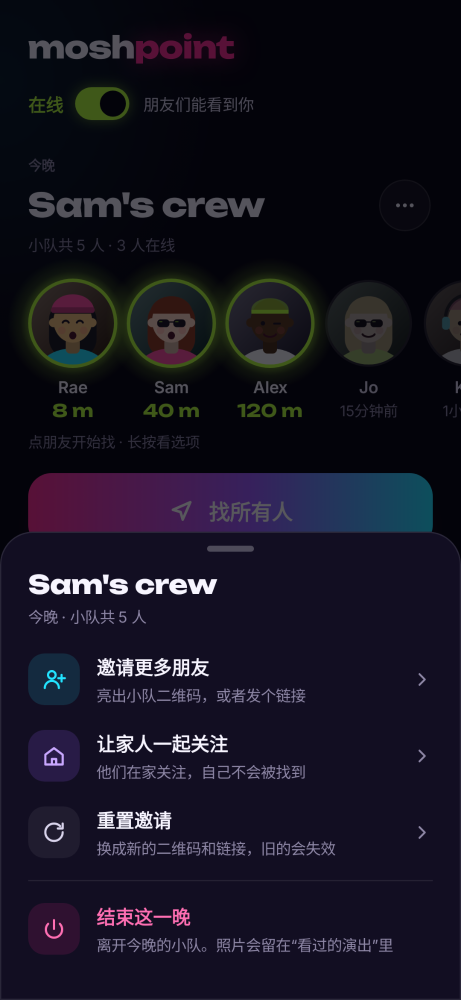 moshpoint
在线
朋友们能看到你
今晚
Sam's crew
小队共 5 人 · 3 人在线
Rae
Sam
Alex
Jo
8 m
40 m
120 m
15分钟前
点朋友开始找 · 长按看选项
找所有人
Sam's crew
今晚 · 小队共 5 人
邀请更多朋友
亮出小队二维码，或者发个链接
让家人一起关注
他们在家关注，自己不会被找到
重置邀请
换成新的二维码和链接，旧的会失效
结束这一晚
离开今晚的小队。照片会留在“看过的演出”里